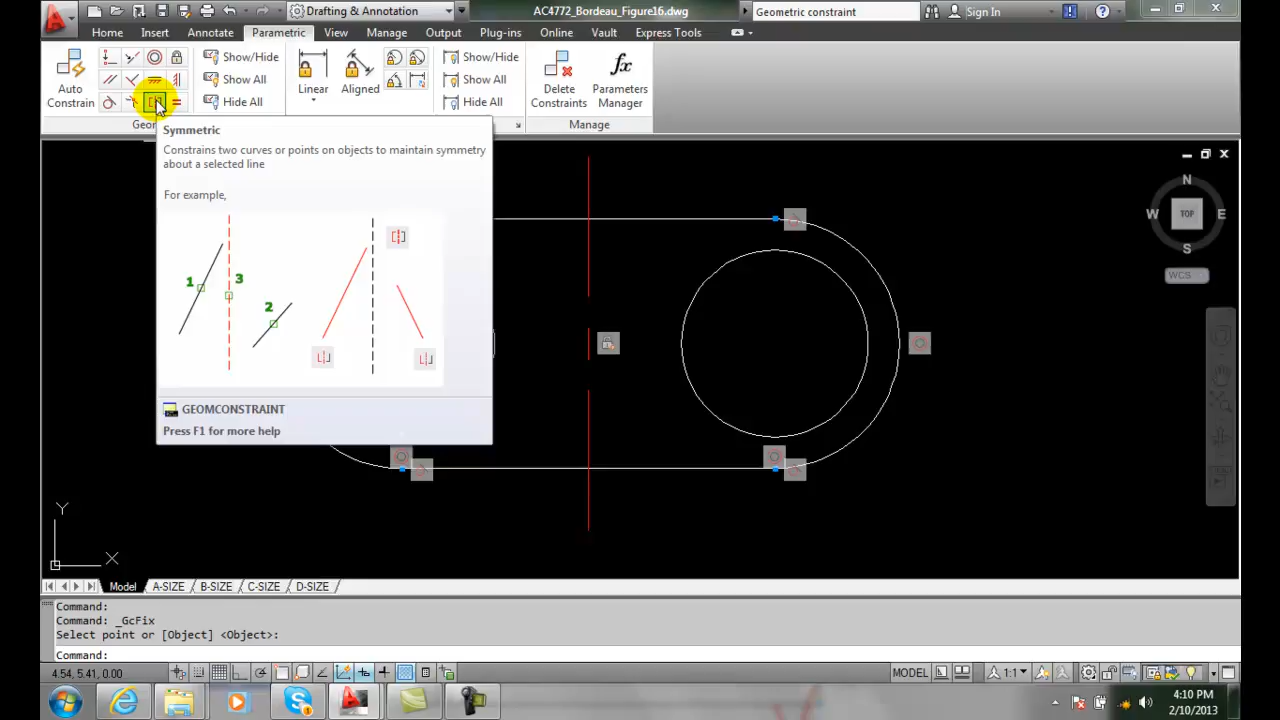 Drafting & Annotation
AC4772_Bordeau_Figure16.dwg
Geometric constraint
Sign In
Home
Insert
Annotate
Parametric
View
Manage
Output
Plug-ins
Online
Vault
Express Tools
Auto
Constrain
Show/Hide
Show All
Hide All
Linear
Aligned
Show/Hide
Show All
Hide All
Delete
Constraints
fx
Parameters
Manager
Geo
Manage
Symmetric
Constrains two curves or points on objects to maintain symmetry
about a selected line
For example,
1
3
2
GEOMCONSTRAINT
Press F1 for more help
N
W
TOP
E
S
WCS
Y
X
Model
A-SIZE
B-SIZE
C-SIZE
D-SIZE
Command:
Command: _GcFix
Select point or [Object] <Object>:
Command:
4.54, 5.41, 0.00
MODEL
1:1
4:10 PM
2/10/2013